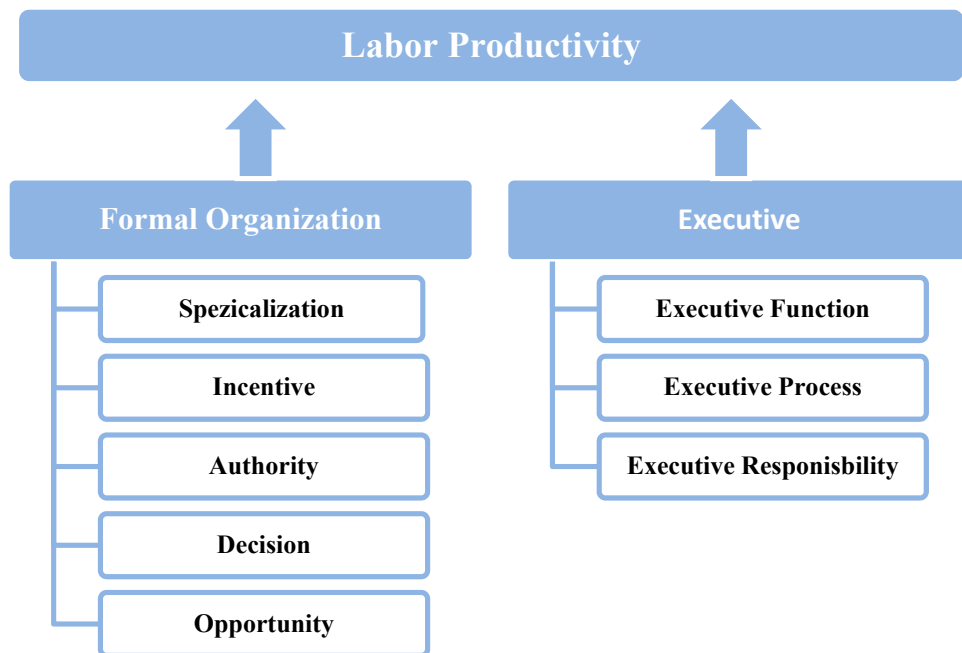 Labor Productivity
Formal Organization
Spezicalization
Incentive
Authority
Decision
Opportunity
Executive
Executive Function
Executive Process
Executive Responisbility